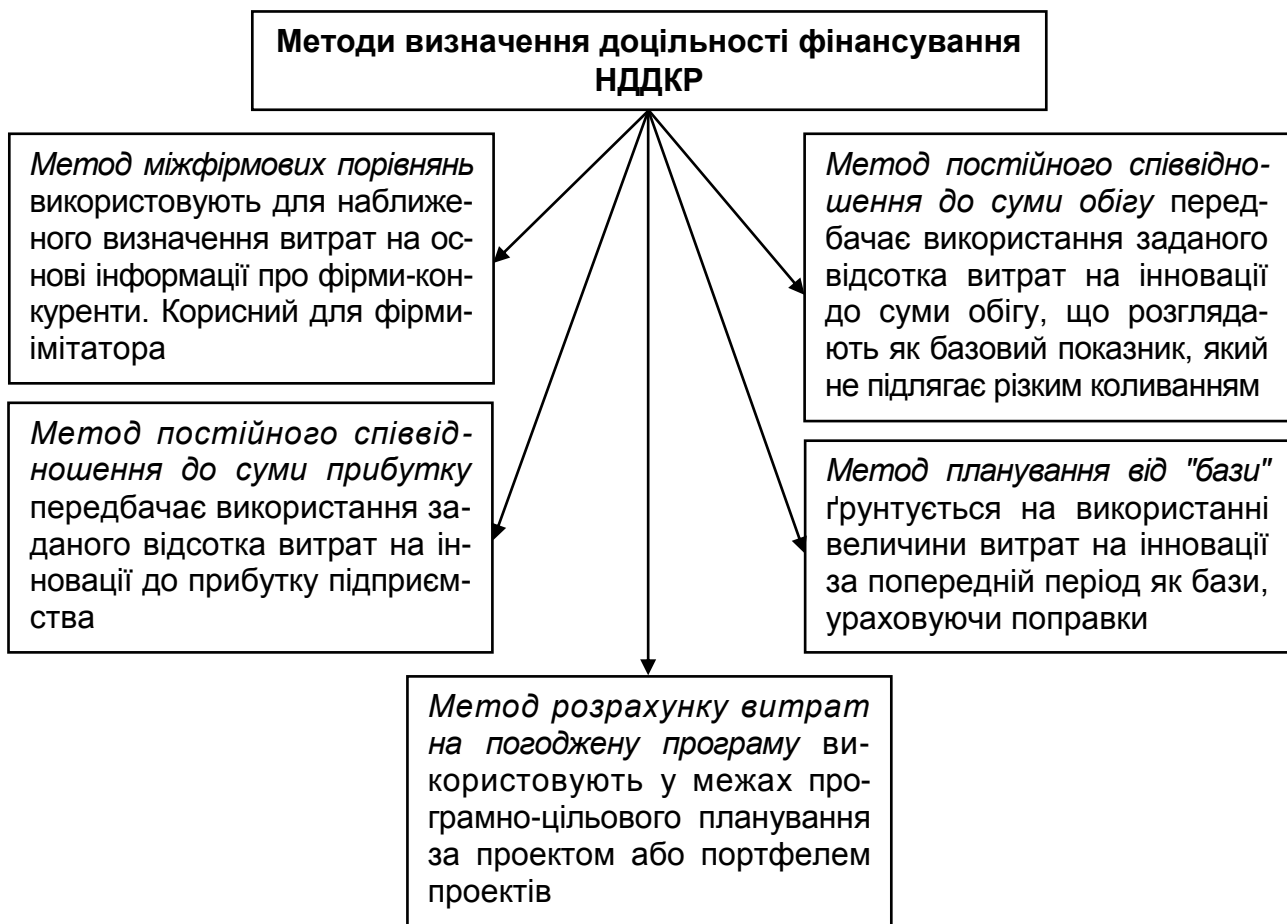 Методи визначення доцільності фінансування
НДДКР
Метод міжфірмових порівнянь
використовують для наближе-
ного визначення витрат на ос-
нові інформації про фірми-кон-
куренти. Корисний для фірми-
імітатора
Метод постійного співвідно-
шення до суми обігу перед-
бачає використання заданого
відсотка витрат на інновації
до суми обігу, що розгляда-
ють як базовий показник, який
не підлягає різким коливанням
Метод постійного співвід-
ношення до суми прибутку
передбачає використання за-
даного відсотка витрат на ін-
новації до прибутку підприєм-
ства
Метод планування від "бази"
ґрунтується на використанні
величини витрат на інновації
за попередній період як бази,
ураховуючи поправки
Метод розрахунку витрат
на погоджену програму ви-
користовують у межах про-
грамно-цільового планування
за проектом або портфелем
проектів